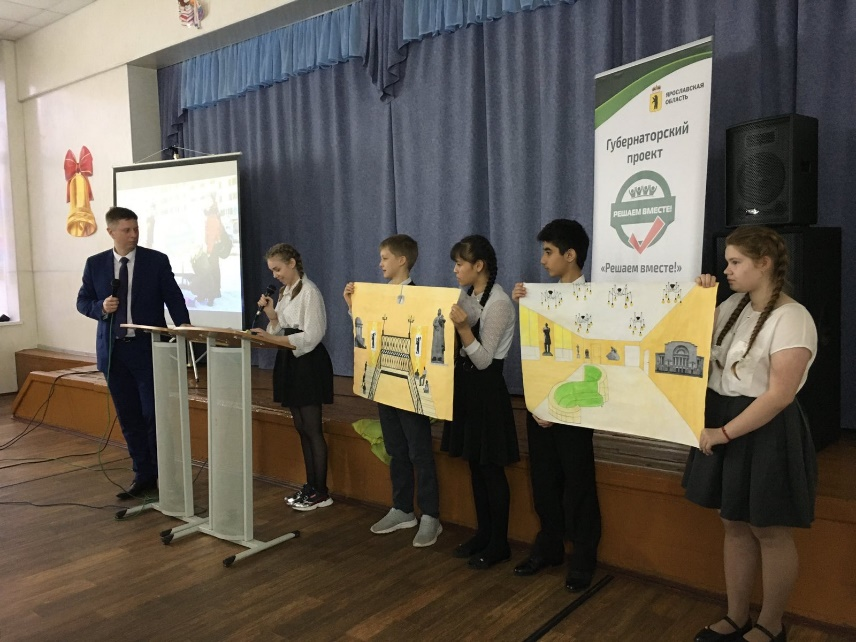 ЯРОСЛАВСКАЯ
ОБЛАСТЬ
Губернаторский
проект
РЕШАЕМ ВМЕСТЕ!
«Решаем вместе!»